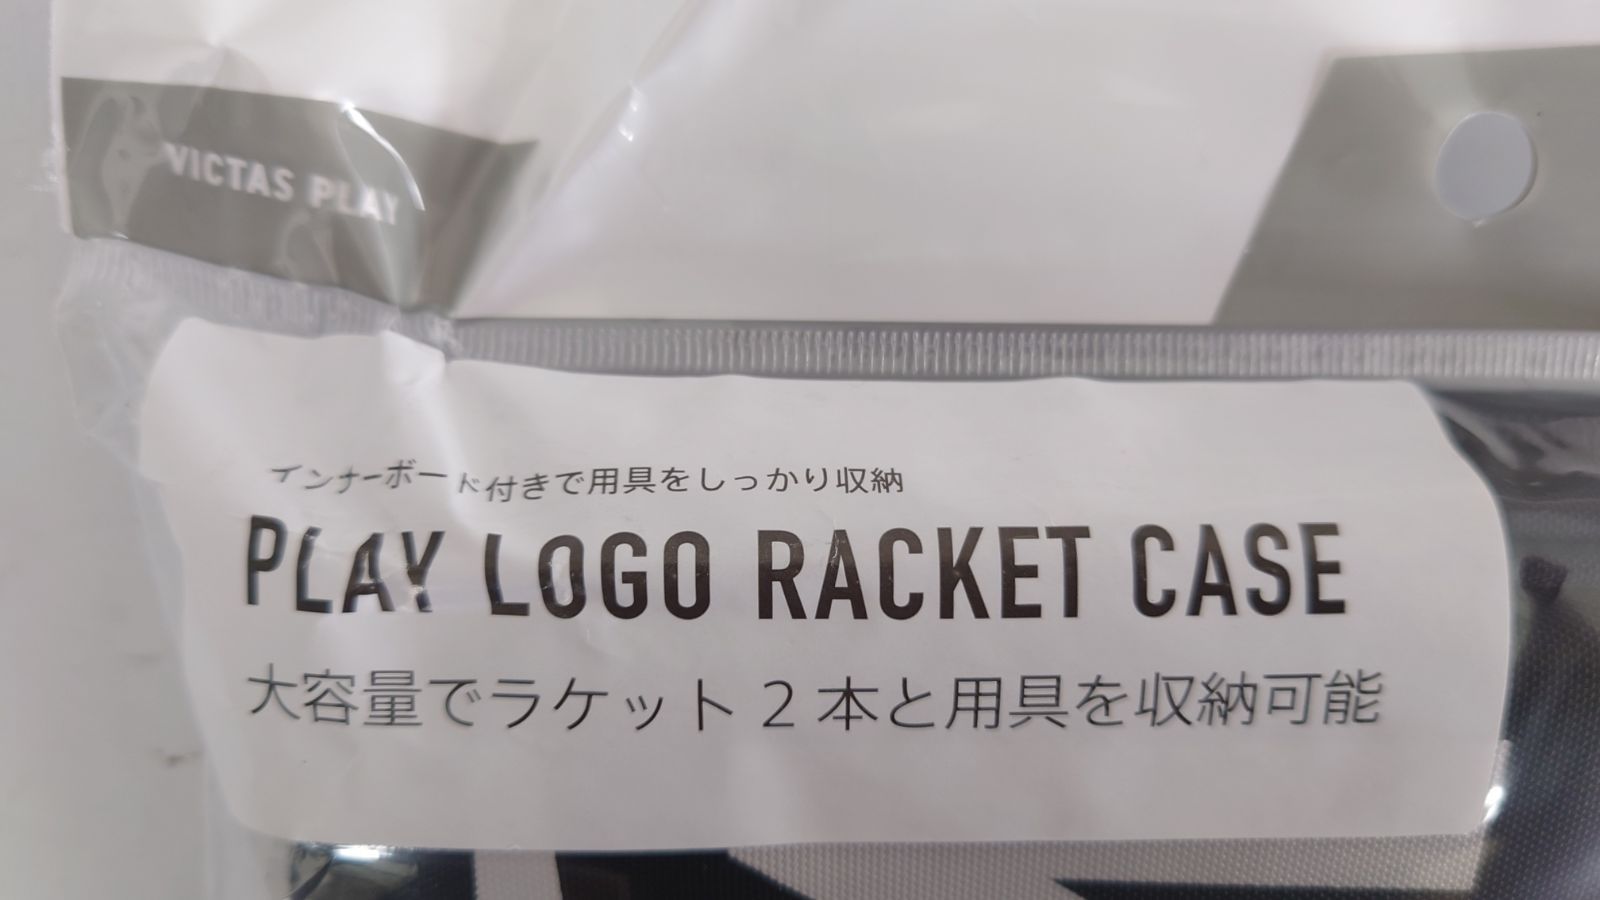 VICTAS PLAY
インナーボード付きで用具をしっかり収納
PLAY LOGO RACKET CASE
大容量でラケット2本と用具を収納可能